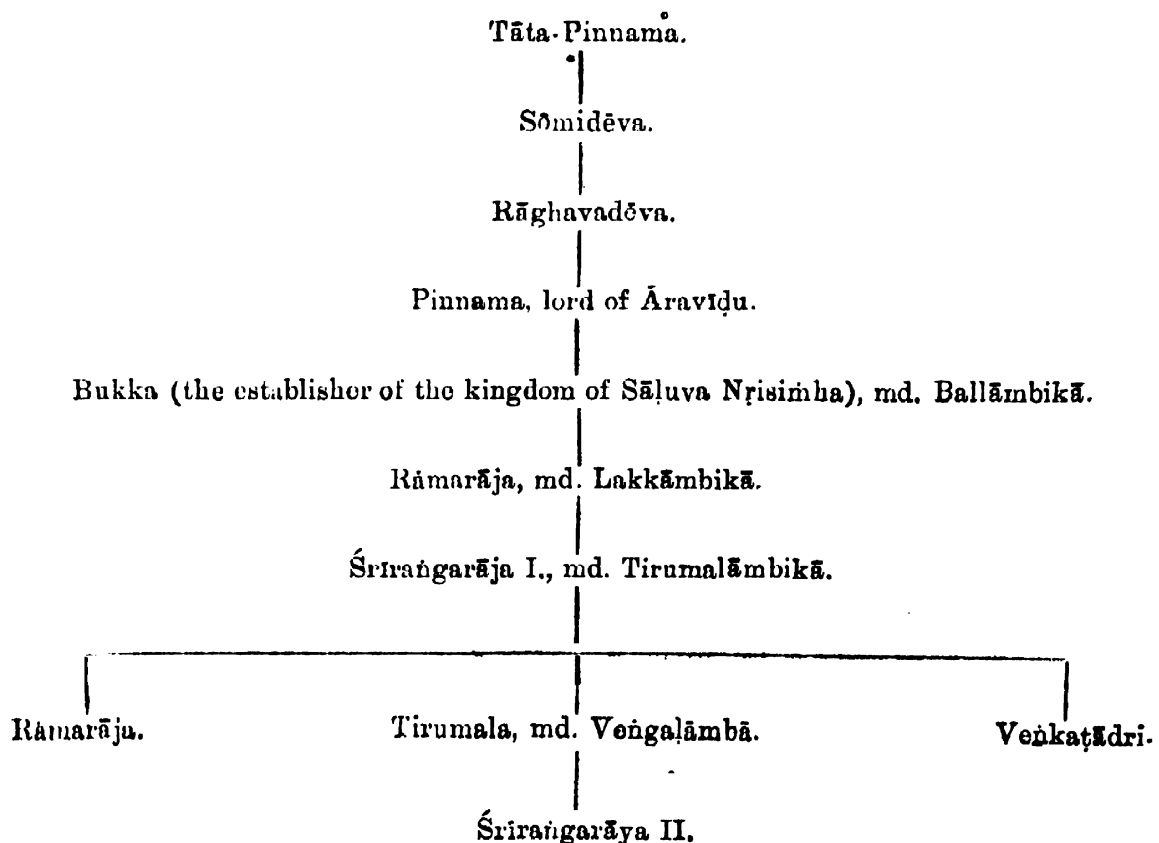 Tāta-Pinnama.
Sōmidēva.
Rāghavadēva.
Pinnama, lord of Āravīḍu.
Bukka (the establisher of the kingdom of Sāḷuva Nṛisiṁha), md. Ballāmbikā.
Rāmarāja, md. Lakkāmbikā.
Śrīraṅgarāja I., md. Tirumalāmbikā.
Rāmarāja. Tirumala, md. Veṅgaḷāmbā. Veṅkaṭādri.
Śrīraṅgarāya II.